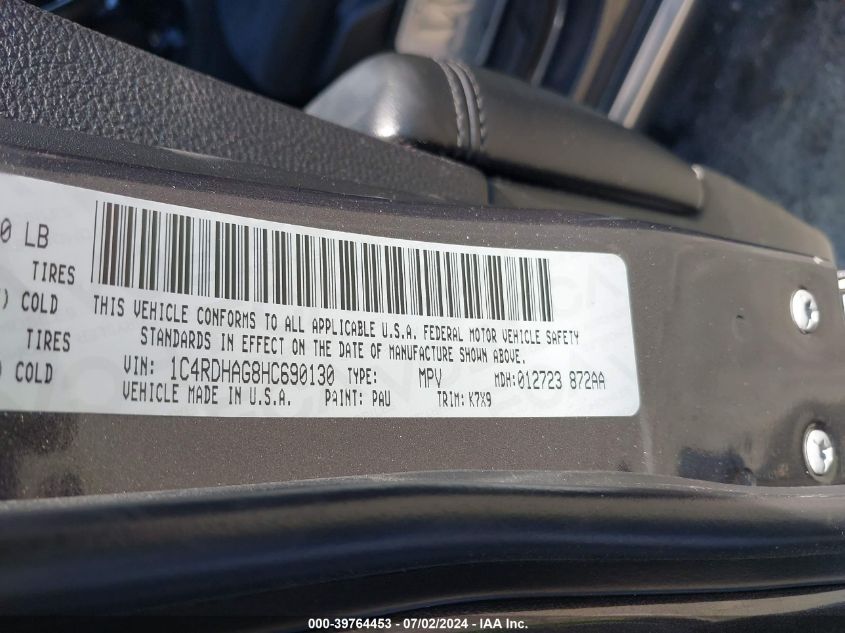 0 LB
TIRES
) COLD
TIRES
) COLD
THIS VEHICLE CONFORMS TO ALL APPLICABLE U.S.A. FEDERAL MOTOR VEHICLE SAFETY
STANDARDS IN EFFECT ON THE DATE OF MANUFACTURE SHOWN ABOVE.
VIN: 1C4RDHAG8HC690130 TYPE: MPV MDH: 012723 872AA
VEHICLE MADE IN U.S.A. PAINT: PAU TRIM: K7X9
000-39764453 - 07/02/2024 - IAA Inc.